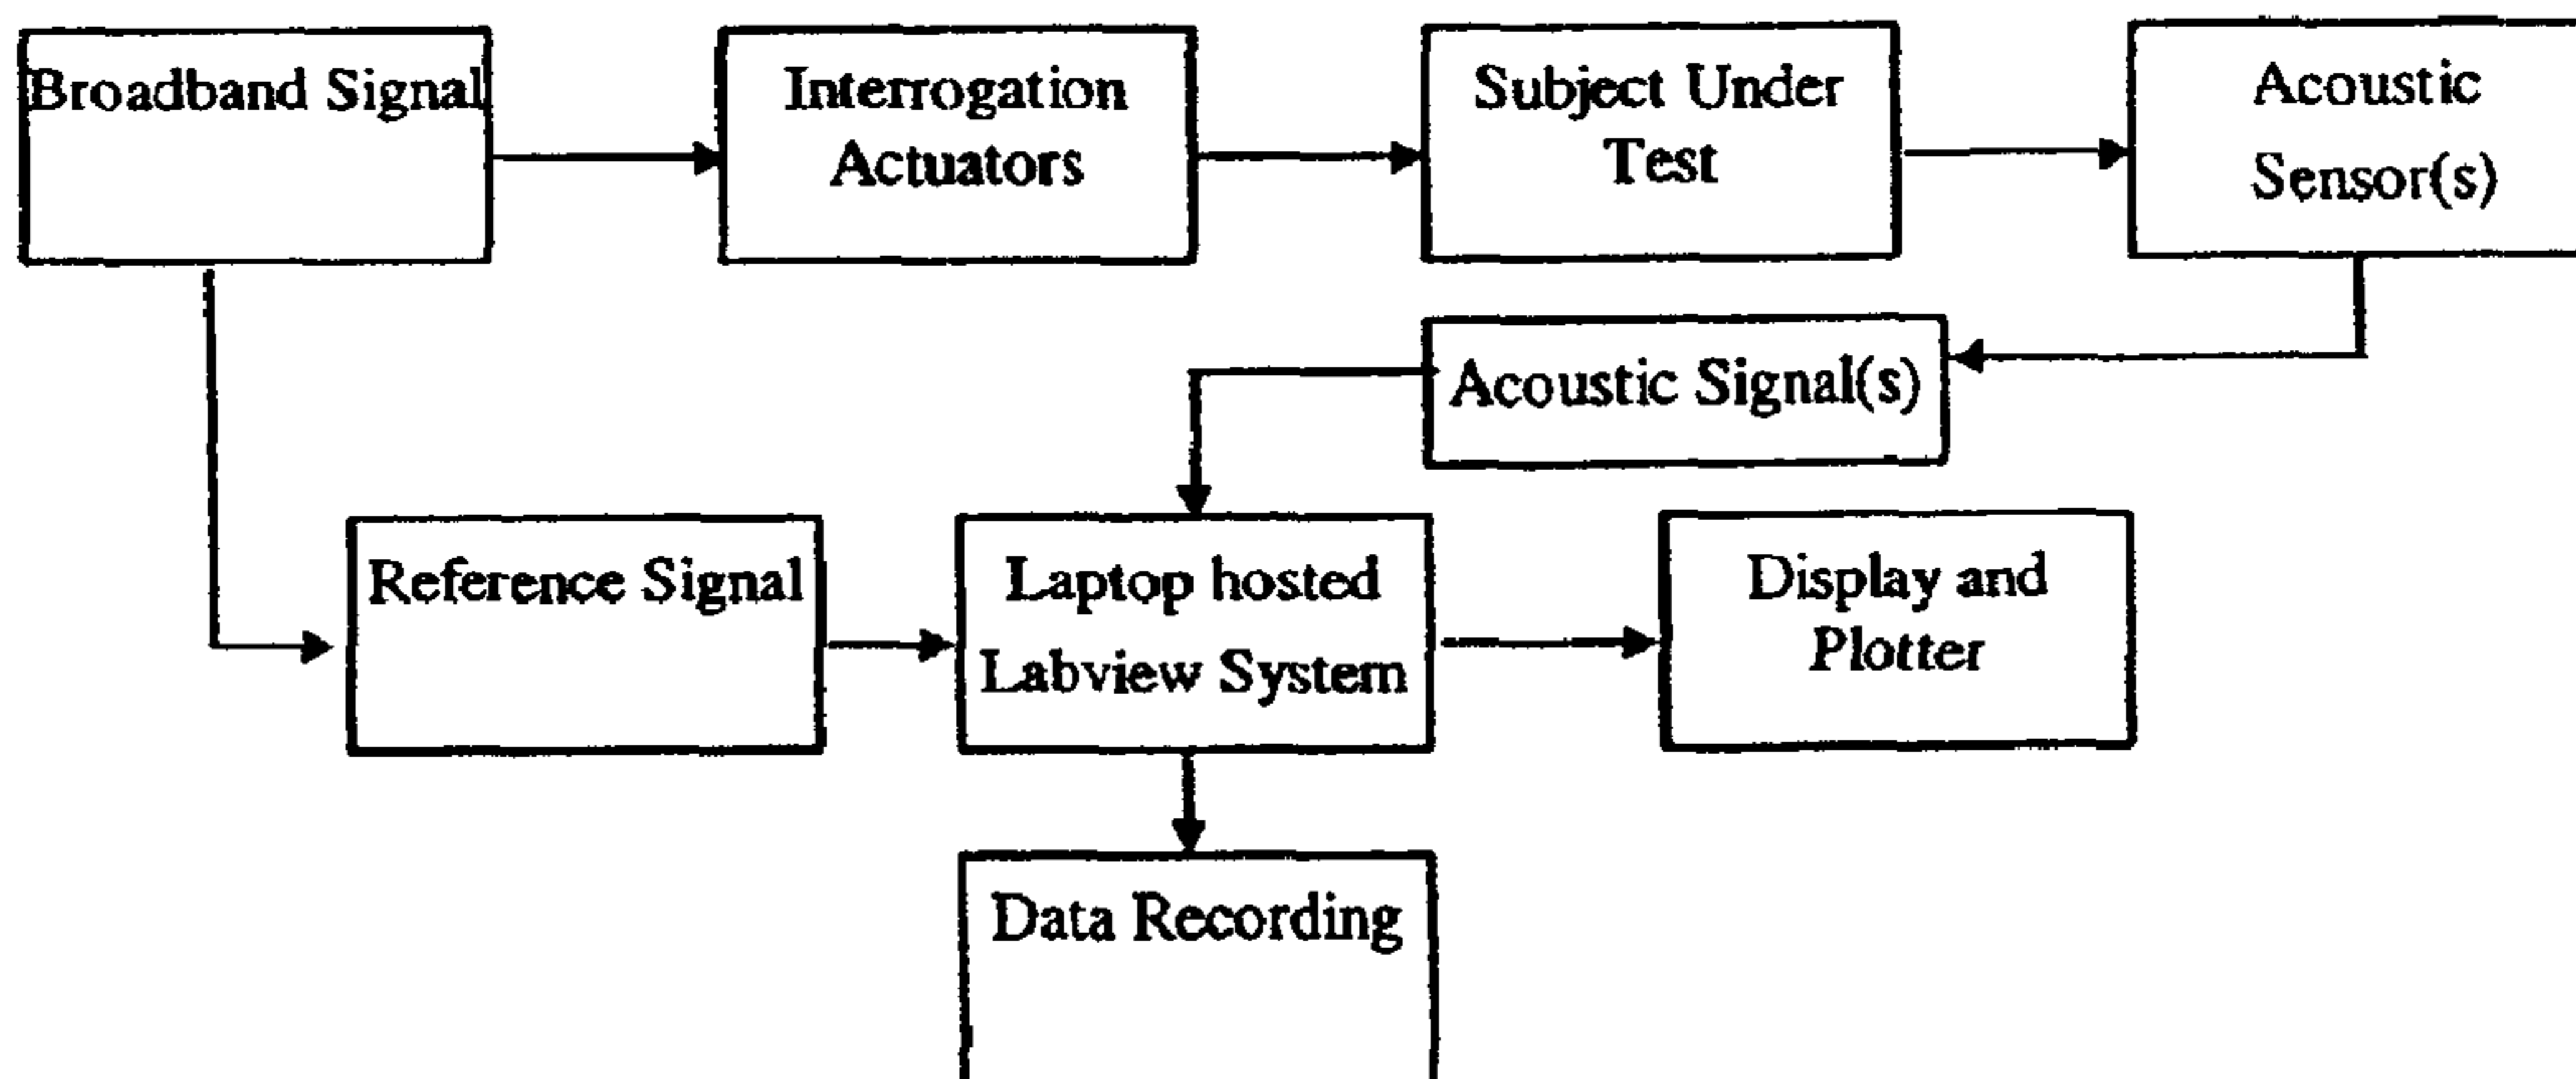 Broadband Signal
Interrogation
Actuators
Subject Under
Test
Acoustic
Sensor(s)
Acoustic Signal(s)
Reference Signal
Laptop hosted
Labview System
Display and
Plotter
Data Recording